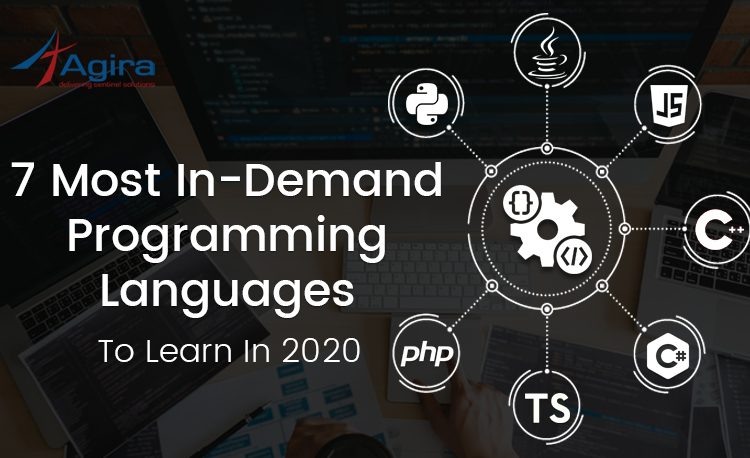 Agira
delivering sentinel solutions
7 Most In-Demand
Programming
Languages
To Learn In 2020
JS
C++
C#
TS
php
{}
</>